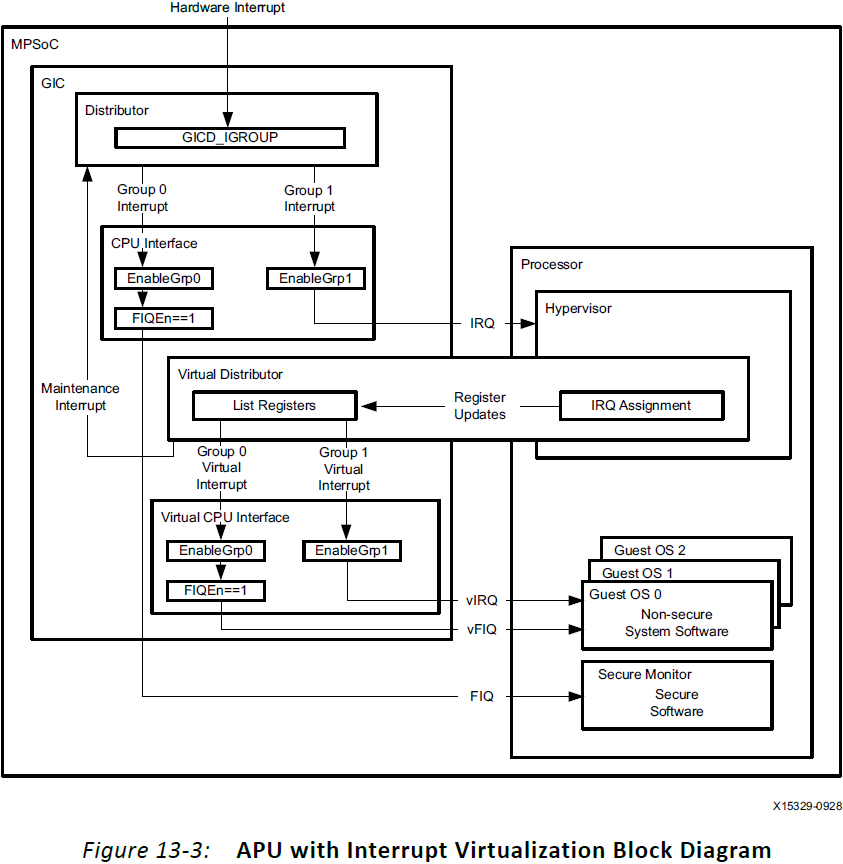 Hardware Interrupt
MPSoC
GIC
Distributor
GICD_IGROUP
Group 0
Interrupt
Group 1
Interrupt
CPU Interface
EnableGrp0
EnableGrp1
FIQEn==1
Processor
Hypervisor
IRQ
Virtual Distributor
List Registers
Register
Updates
IRQ Assignment
Maintenance
Interrupt
Group 0
Virtual
Interrupt
Group 1
Virtual
Interrupt
Virtual CPU Interface
EnableGrp0
EnableGrp1
FIQEn==1
Guest OS 2
Guest OS 1
Guest OS 0
Non-secure
System Software
vIRQ
vFIQ
FIQ
Secure Monitor
Secure
Software
X15329-0928
Figure 13-3: APU with Interrupt Virtualization Block Diagram